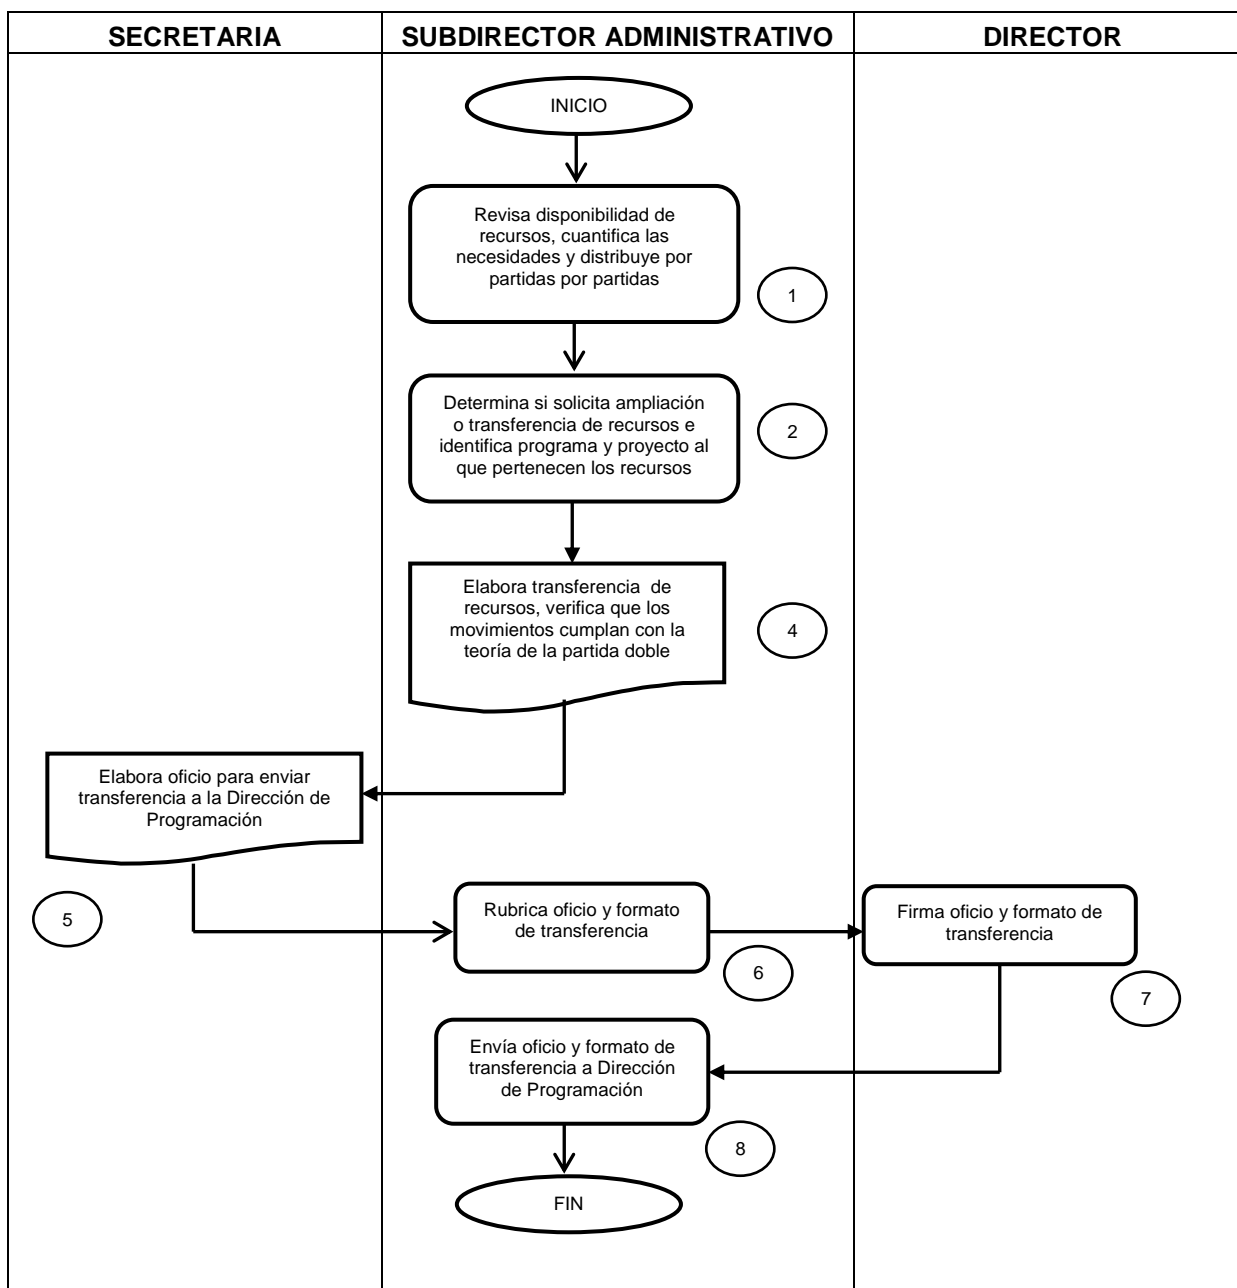 SECRETARIA
SUBDIRECTOR ADMINISTRATIVO
DIRECTOR
INICIO
Revisa disponibilidad de
recursos, cuantifica las
necesidades y distribuye por
partidas por partidas
1
Determina si solicita ampliación
o transferencia de recursos e
identifica programa y proyecto al
que pertenecen los recursos
2
Elabora transferencia de
recursos, verifica que los
movimientos cumplan con la
teoría de la partida doble
4
Elabora oficio para enviar
transferencia a la Dirección de
Programación
5
Rubrica oficio y formato
de transferencia
6
Firma oficio y formato de
transferencia
7
Envía oficio y formato de
transferencia a Dirección
de Programación
8
FIN